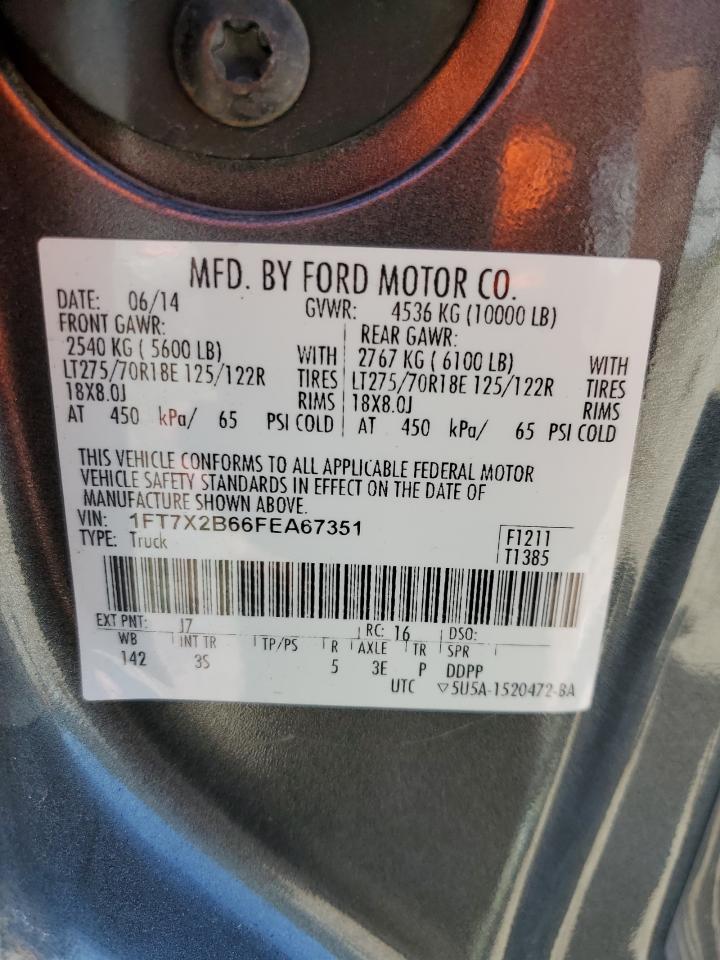 MFD. BY FORD MOTOR CO.
DATE: 06/14 GVWR: 4536 KG (10000 LB)
FRONT GAWR: REAR GAWR:
2540 KG ( 5600 LB) WITH 2767 KG ( 6100 LB) WITH
LT275/70R18E 125/122R TIRES LT275/70R18E 125/122R TIRES
18X8.0J RIMS 18X8.0J RIMS
AT 450 kPa/ 65 PSI COLD AT 450 kPa/ 65 PSI COLD
THIS VEHICLE CONFORMS TO ALL APPLICABLE FEDERAL MOTOR
VEHICLE SAFETY STANDARDS IN EFFECT ON THE DATE OF
MANUFACTURE SHOWN ABOVE.
VIN: 1FT7X2B66FEA67351 F1211
TYPE: Truck T1385
EXT PNT: J7 RC: 16 DSO:
WB INT TR TP/PS R AXLE TR SPR
142 3S 5 3E P DDPP
UTC ▽5U5A-1520472-BA